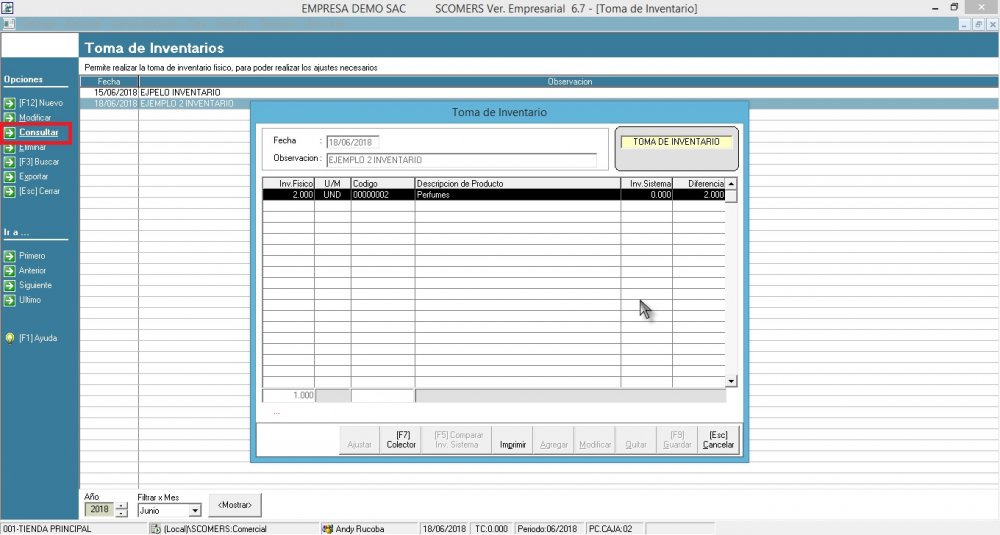 EMPRESA DEMO SAC SCOMERS Ver. Empresarial 6.7 - [Toma de Inventario]
Toma de Inventarios
Permite realizar la toma de inventario fisico, para poder realizar los ajustes necesarios
Opciones
[F12] Nuevo
Modificar
Consultar
Eliminar
[F3] Buscar
Exportar
[Esc] Cerrar
Ir a ...
Primero
Anterior
Siguiente
Ultimo
[F1] Ayuda
Fecha Observacion
15/06/2018 EJPELO INVENTARIO
18/06/2018 EJEMPLO 2 INVENTARIO
Toma de Inventario
Fecha : 18/06/2018
Observacion : EJEMPLO 2 INVENTARIO
TOMA DE INVENTARIO
Inv.Fisico U/M Codigo Descripcion de Producto Inv.Sistema Diferencia
2.000 UND 00000002 Perfumes 0.000 2.000
1.000
...
Ajustar
[F7] Colector
[F5] Comparar Inv. Sistema
Imprimir
Agregar
Modificar
Quitar
[F9] Guardar
[Esc] Cancelar
Año Filtrar x Mes
2018 Junio <Mostrar>
001-TIENDA PRINCIPAL (Local)\SCOMERS:Comercial Andy Rucoba 18/06/2018 TC:0.000 Periodo:06/2018 PC.CAJA:02